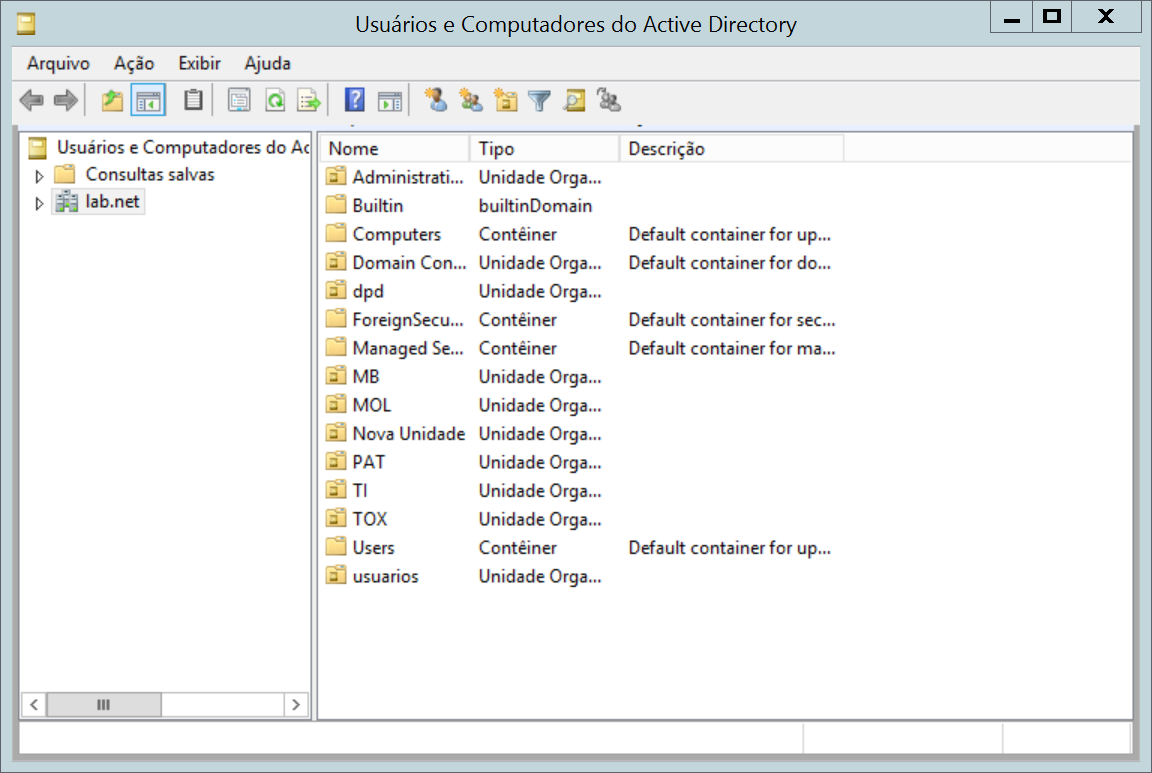 Usuários e Computadores do Active Directory
Arquivo Ação Exibir Ajuda
Usuários e Computadores do Ac
Consultas salvas
lab.net
Nome Tipo Descrição
Administrati... Unidade Orga...
Builtin builtinDomain
Computers Contêiner Default container for up...
Domain Con... Unidade Orga... Default container for do...
dpd Unidade Orga...
ForeignSecu... Contêiner Default container for sec...
Managed Se... Contêiner Default container for ma...
MB Unidade Orga...
MOL Unidade Orga...
Nova Unidade Unidade Orga...
PAT Unidade Orga...
TI Unidade Orga...
TOX Unidade Orga...
Users Contêiner Default container for up...
usuarios Unidade Orga...